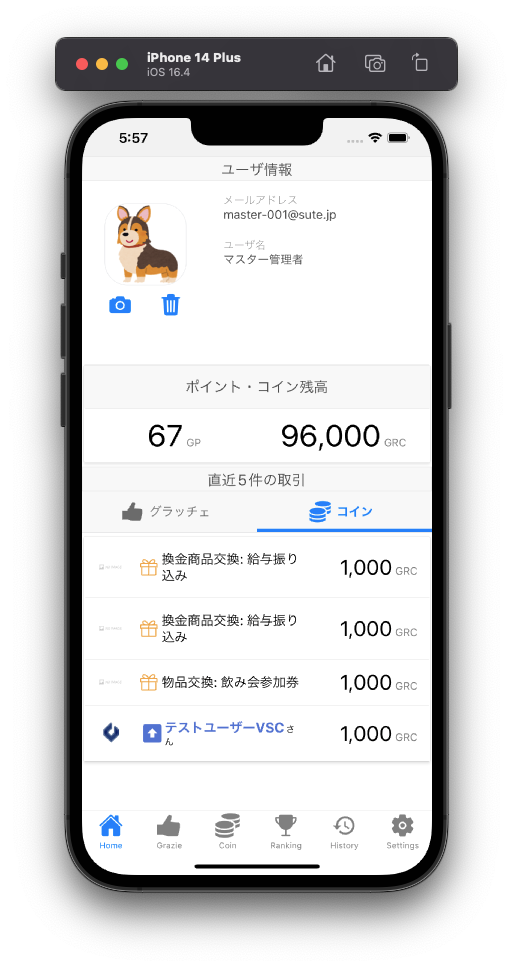 iPhone 14 Plus
iOS 16.4
5:57
ユーザ情報
メールアドレス
master-001@sute.jp
ユーザ名
マスター管理者
ポイント・コイン残高
67 GP
96,000 GRC
直近5件の取引
グラッチェ
コイン
換金商品交換: 給与振り
込み
1,000 GRC
換金商品交換: 給与振り
込み
1,000 GRC
物品交換: 飲み会参加券
1,000 GRC
テストユーザーVSCさ
ん
1,000 GRC
Home
Grazie
Coin
Ranking
History
Settings